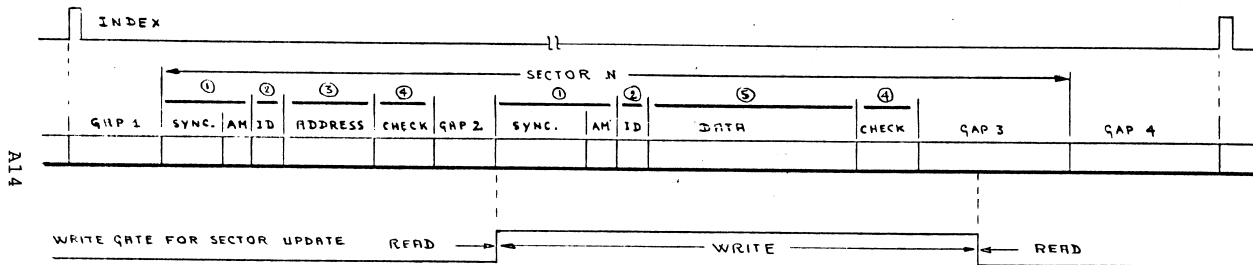 INDEX
SECTOR N
① ② ③ ④ ① ② ⑤ ④
GAP 1 SYNC. AM ID ADDRESS CHECK GAP 2 SYNC. AM ID DATA CHECK GAP 3 GAP 4
A14
WRITE GATE FOR SECTOR UPDATE READ WRITE READ